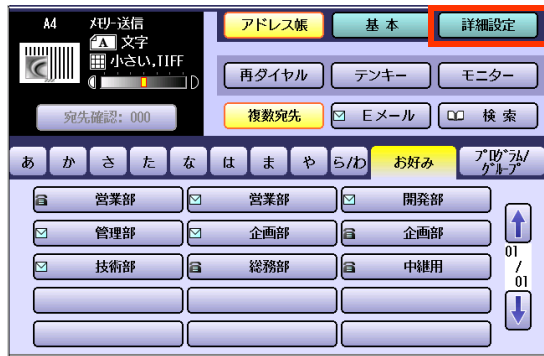 A4 メモリー送信
A 文字
小さい,TIFF
D
宛先確認: 000
アドレス帳 基本 詳細設定
再ダイヤル テンキー モニター
複数宛先 Eメール 検索
あ か さ た な は ま や ら/わ お好み プログラム/グループ
営業部 営業部 開発部
管理部 企画部 企画部
技術部 総務部 中継用
01
/
01